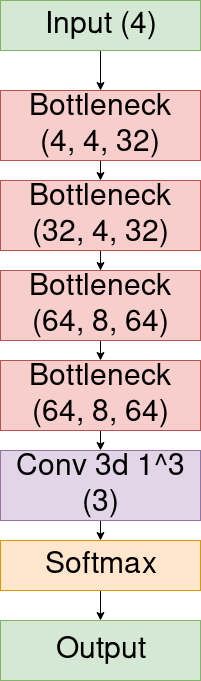 Input (4)
Bottleneck
(4, 4, 32)
Bottleneck
(32, 4, 32)
Bottleneck
(64, 8, 64)
Bottleneck
(64, 8, 64)
Conv 3d 1^3
(3)
Softmax
Output